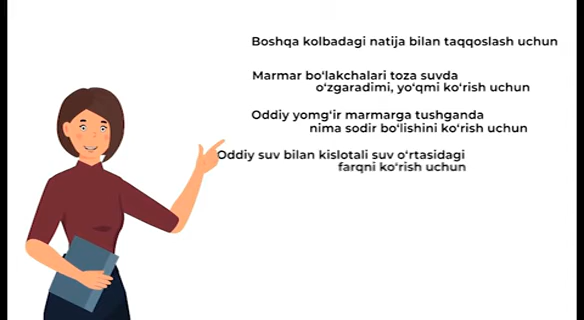 Boshqa kolbadagi natija bilan taqqoslash uchun
Marmar bo‘lakchalari toza suvda
o‘zgaradimi, yo‘qmi ko‘rish uchun
Oddiy yomg'ir marmarga tushganda
nima sodir bo‘lishini ko‘rish uchun
Oddiy suv bilan kislotali suv o‘rtasidagi
farqni ko‘rish uchun